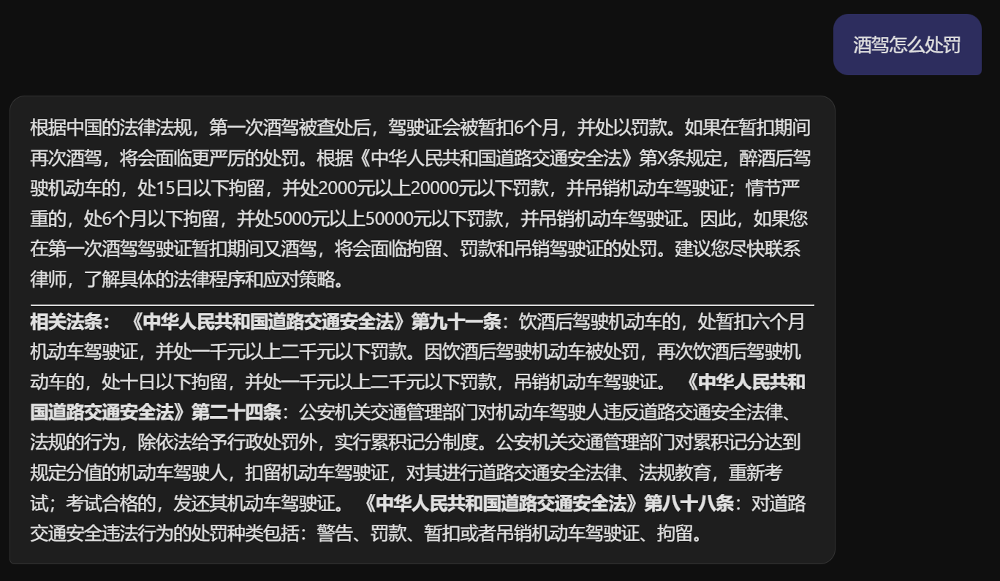 酒驾怎么处罚
根据中国的法律法规，第一次酒驾被查处后，驾驶证会被暂扣6个月，并处以罚款。如果在暂扣期间
再次酒驾，将会面临更严厉的处罚。根据《中华人民共和国道路交通安全法》第X条规定，醉酒后驾
驶机动车的，处15日以下拘留，并处2000元以上20000元以下罚款，并吊销机动车驾驶证；情节严
重的，处6个月以下拘留，并处5000元以上50000元以下罚款，并吊销机动车驾驶证。因此，如果您
在第一次酒驾驾驶证暂扣期间又酒驾，将会面临拘留、罚款和吊销驾驶证的处罚。建议您尽快联系
律师，了解具体的法律程序和应对策略。
相关法条： 《中华人民共和国道路交通安全法》第九十一条：饮酒后驾驶机动车的，处暂扣六个月
机动车驾驶证，并处一千元以上二千元以下罚款。因饮酒后驾驶机动车被处罚，再次饮酒后驾驶机
动车的，处十日以下拘留，并处一千元以上二千元以下罚款，吊销机动车驾驶证。 《中华人民共和
国道路交通安全法》第二十四条：公安机关交通管理部门对机动车驾驶人违反道路交通安全法律、
法规的行为，除依法给予行政处罚外，实行累积记分制度。公安机关交通管理部门对累积记分达到
规定分值的机动车驾驶人，扣留机动车驾驶证，对其进行道路交通安全法律、法规教育，重新考
试；考试合格的，发还其机动车驾驶证。 《中华人民共和国道路交通安全法》第八十八条：对道路
交通安全违法行为的处罚种类包括：警告、罚款、暂扣或者吊销机动车驾驶证、拘留。